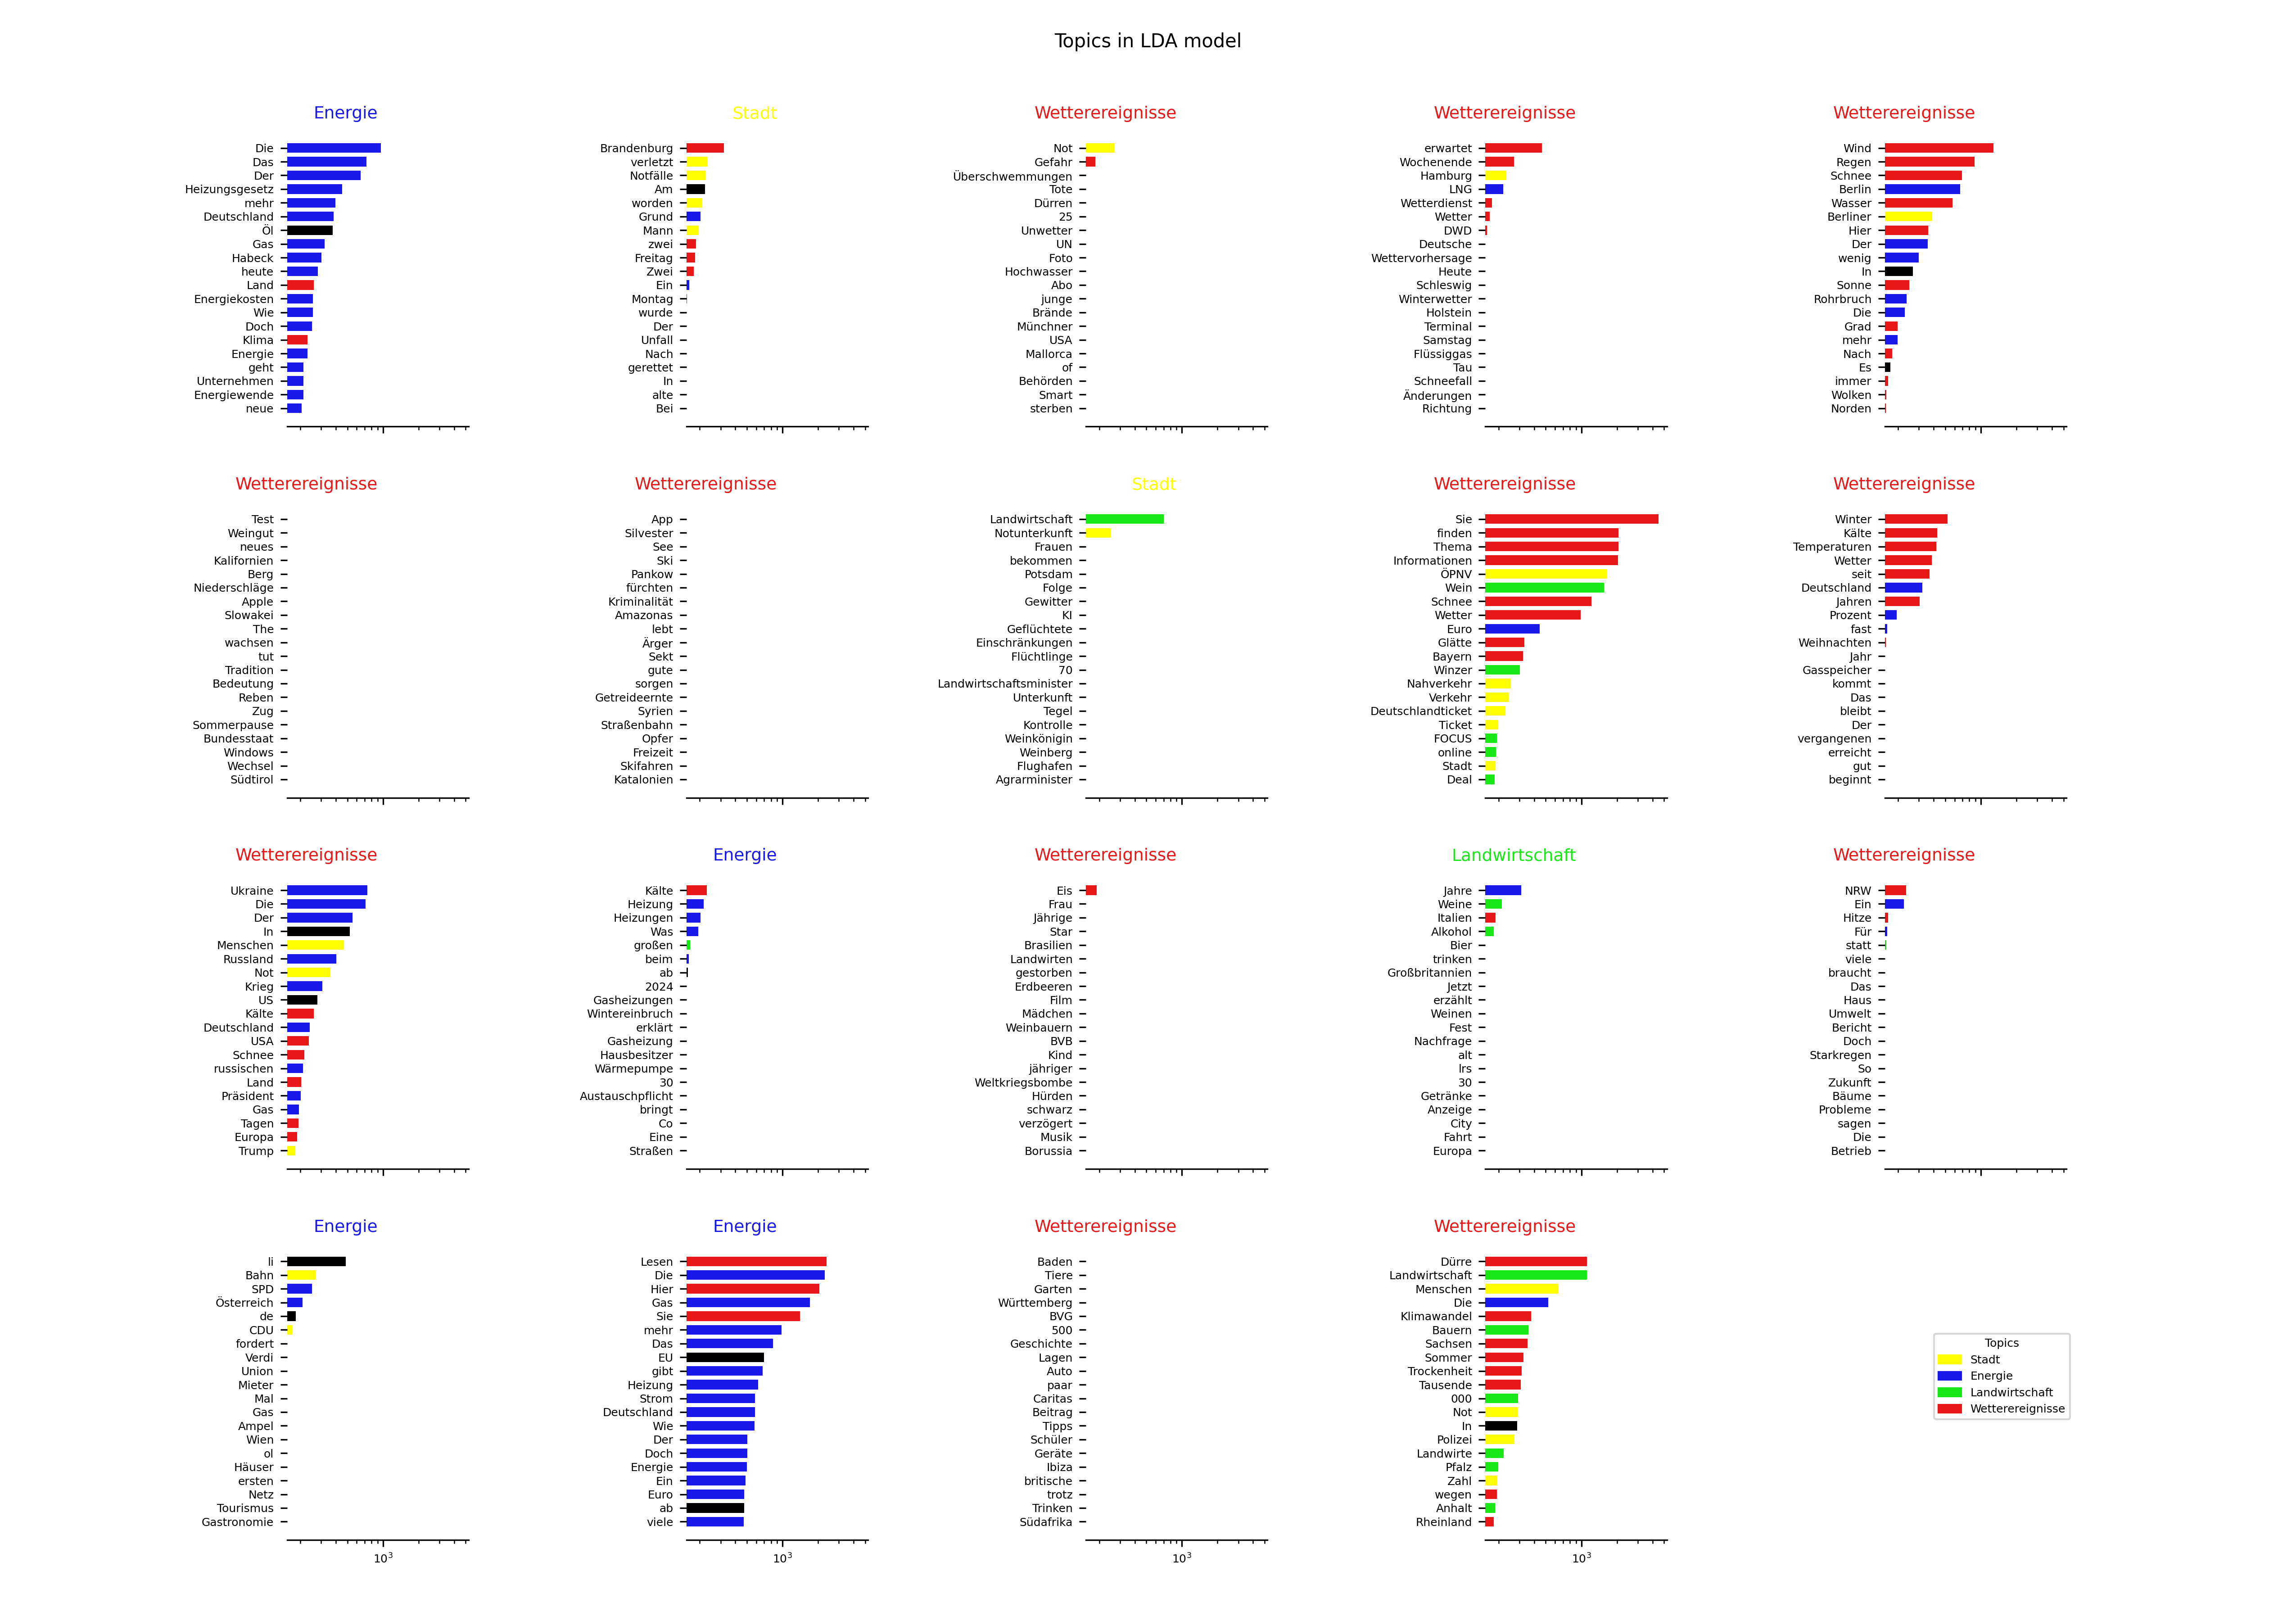 Topics in LDA model
Energie
Die
Das
Der
Heizungsgesetz
mehr
Deutschland
Öl
Gas
Habeck
heute
Land
Energiekosten
Wie
Doch
Klima
Energie
geht
Unternehmen
Energiewende
neue
Stadt
Brandenburg
verletzt
Notfälle
Am
worden
Grund
Mann
zwei
Freitag
Zwei
Ein
Montag
wurde
Der
Unfall
Nach
gerettet
In
alte
Bei
Wetterereignisse
Not
Gefahr
Überschwemmungen
Tote
Dürren
25
Unwetter
UN
Foto
Hochwasser
Abo
junge
Brände
Münchner
USA
Mallorca
of
Behörden
Smart
sterben
Wetterereignisse
erwartet
Wochenende
Hamburg
LNG
Wetterdienst
Wetter
DWD
Deutsche
Wettervorhersage
Heute
Schleswig
Winterwetter
Holstein
Terminal
Samstag
Flüssiggas
Tau
Schneefall
Änderungen
Richtung
Wetterereignisse
Wind
Regen
Schnee
Berlin
Wasser
Berliner
Hier
Der
wenig
In
Sonne
Rohrbruch
Die
Grad
mehr
Nach
Es
immer
Wolken
Norden
Wetterereignisse
Test
Weingut
neues
Kalifornien
Berg
Niederschläge
Apple
Slowakei
The
wachsen
tut
Tradition
Bedeutung
Reben
Zug
Sommerpause
Bundesstaat
Windows
Wechsel
Südtirol
Wetterereignisse
App
Silvester
See
Ski
Pankow
fürchten
Kriminalität
Amazonas
lebt
Ärger
Sekt
gute
sorgen
Getreideernte
Syrien
Straßenbahn
Opfer
Freizeit
Skifahren
Katalonien
Stadt
Landwirtschaft
Notunterkunft
Frauen
bekommen
Potsdam
Folge
Gewitter
KI
Geflüchtete
Einschränkungen
Flüchtlinge
70
Landwirtschaftsminister
Unterkunft
Tegel
Kontrolle
Weinkönigin
Weinberg
Flughafen
Agrarminister
Wetterereignisse
Sie
finden
Thema
Informationen
ÖPNV
Wein
Schnee
Wetter
Euro
Glätte
Bayern
Winzer
Nahverkehr
Verkehr
Deutschlandticket
Ticket
FOCUS
online
Stadt
Deal
Wetterereignisse
Winter
Kälte
Temperaturen
Wetter
seit
Deutschland
Jahren
Prozent
fast
Weihnachten
Jahr
Gasspeicher
kommt
Das
bleibt
Der
vergangenen
erreicht
gut
beginnt
Wetterereignisse
Ukraine
Die
Der
In
Menschen
Russland
Not
Krieg
US
Kälte
Deutschland
USA
Schnee
russischen
Land
Präsident
Gas
Tagen
Europa
Trump
Energie
Kälte
Heizung
Heizungen
Was
großen
beim
ab
2024
Gasheizungen
Wintereinbruch
erklärt
Gasheizung
Hausbesitzer
Wärmepumpe
30
Austauschpflicht
bringt
Co
Eine
Straßen
Wetterereignisse
Eis
Frau
Jährige
Star
Brasilien
Landwirten
gestorben
Erdbeeren
Film
Mädchen
Weinbauern
BVB
Kind
jähriger
Weltkriegsbombe
Hürden
schwarz
verzögert
Musik
Borussia
Landwirtschaft
Jahre
Weine
Italien
Alkohol
Bier
trinken
Großbritannien
Jetzt
erzählt
Weinen
Fest
Nachfrage
alt
Irs
30
Getränke
Anzeige
City
Fahrt
Europa
Wetterereignisse
NRW
Ein
Hitze
Für
statt
viele
braucht
Das
Haus
Umwelt
Bericht
Doch
Starkregen
So
Zukunft
Bäume
Probleme
sagen
Die
Betrieb
Energie
li
Bahn
SPD
Österreich
de
CDU
fordert
Verdi
Union
Mieter
Mal
Gas
Ampel
Wien
ol
Häuser
ersten
Netz
Tourismus
Gastronomie
10³
Energie
Lesen
Die
Hier
Gas
Sie
mehr
Das
EU
gibt
Heizung
Strom
Deutschland
Wie
Der
Doch
Energie
Ein
Euro
ab
viele
10³
Wetterereignisse
Baden
Tiere
Garten
Württemberg
BVG
500
Geschichte
Lagen
Auto
paar
Caritas
Beitrag
Tipps
Schüler
Geräte
Ibiza
britische
trotz
Trinken
Südafrika
10³
Wetterereignisse
Dürre
Landwirtschaft
Menschen
Die
Klimawandel
Bauern
Sachsen
Sommer
Trockenheit
Tausende
000
Not
In
Polizei
Landwirte
Pfalz
Zahl
wegen
Anhalt
Rheinland
10³
Topics
Stadt
Energie
Landwirtschaft
Wetterereignisse